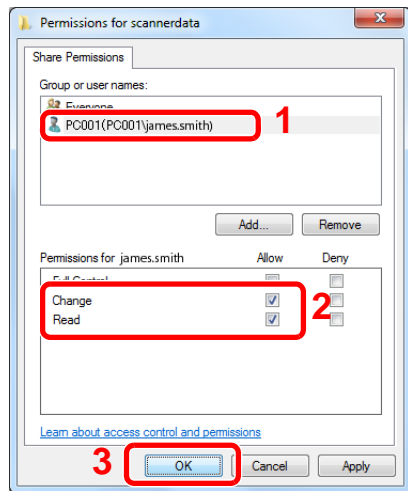 Permissions for scannerdata
Share Permissions
Group or user names:
Everyone
PC001(PC001\james.smith)
1
Add... Remove
Permissions for james.smith Allow Deny
Full Control
Change
2
Read
Learn about access control and permissions
3
OK Cancel Apply